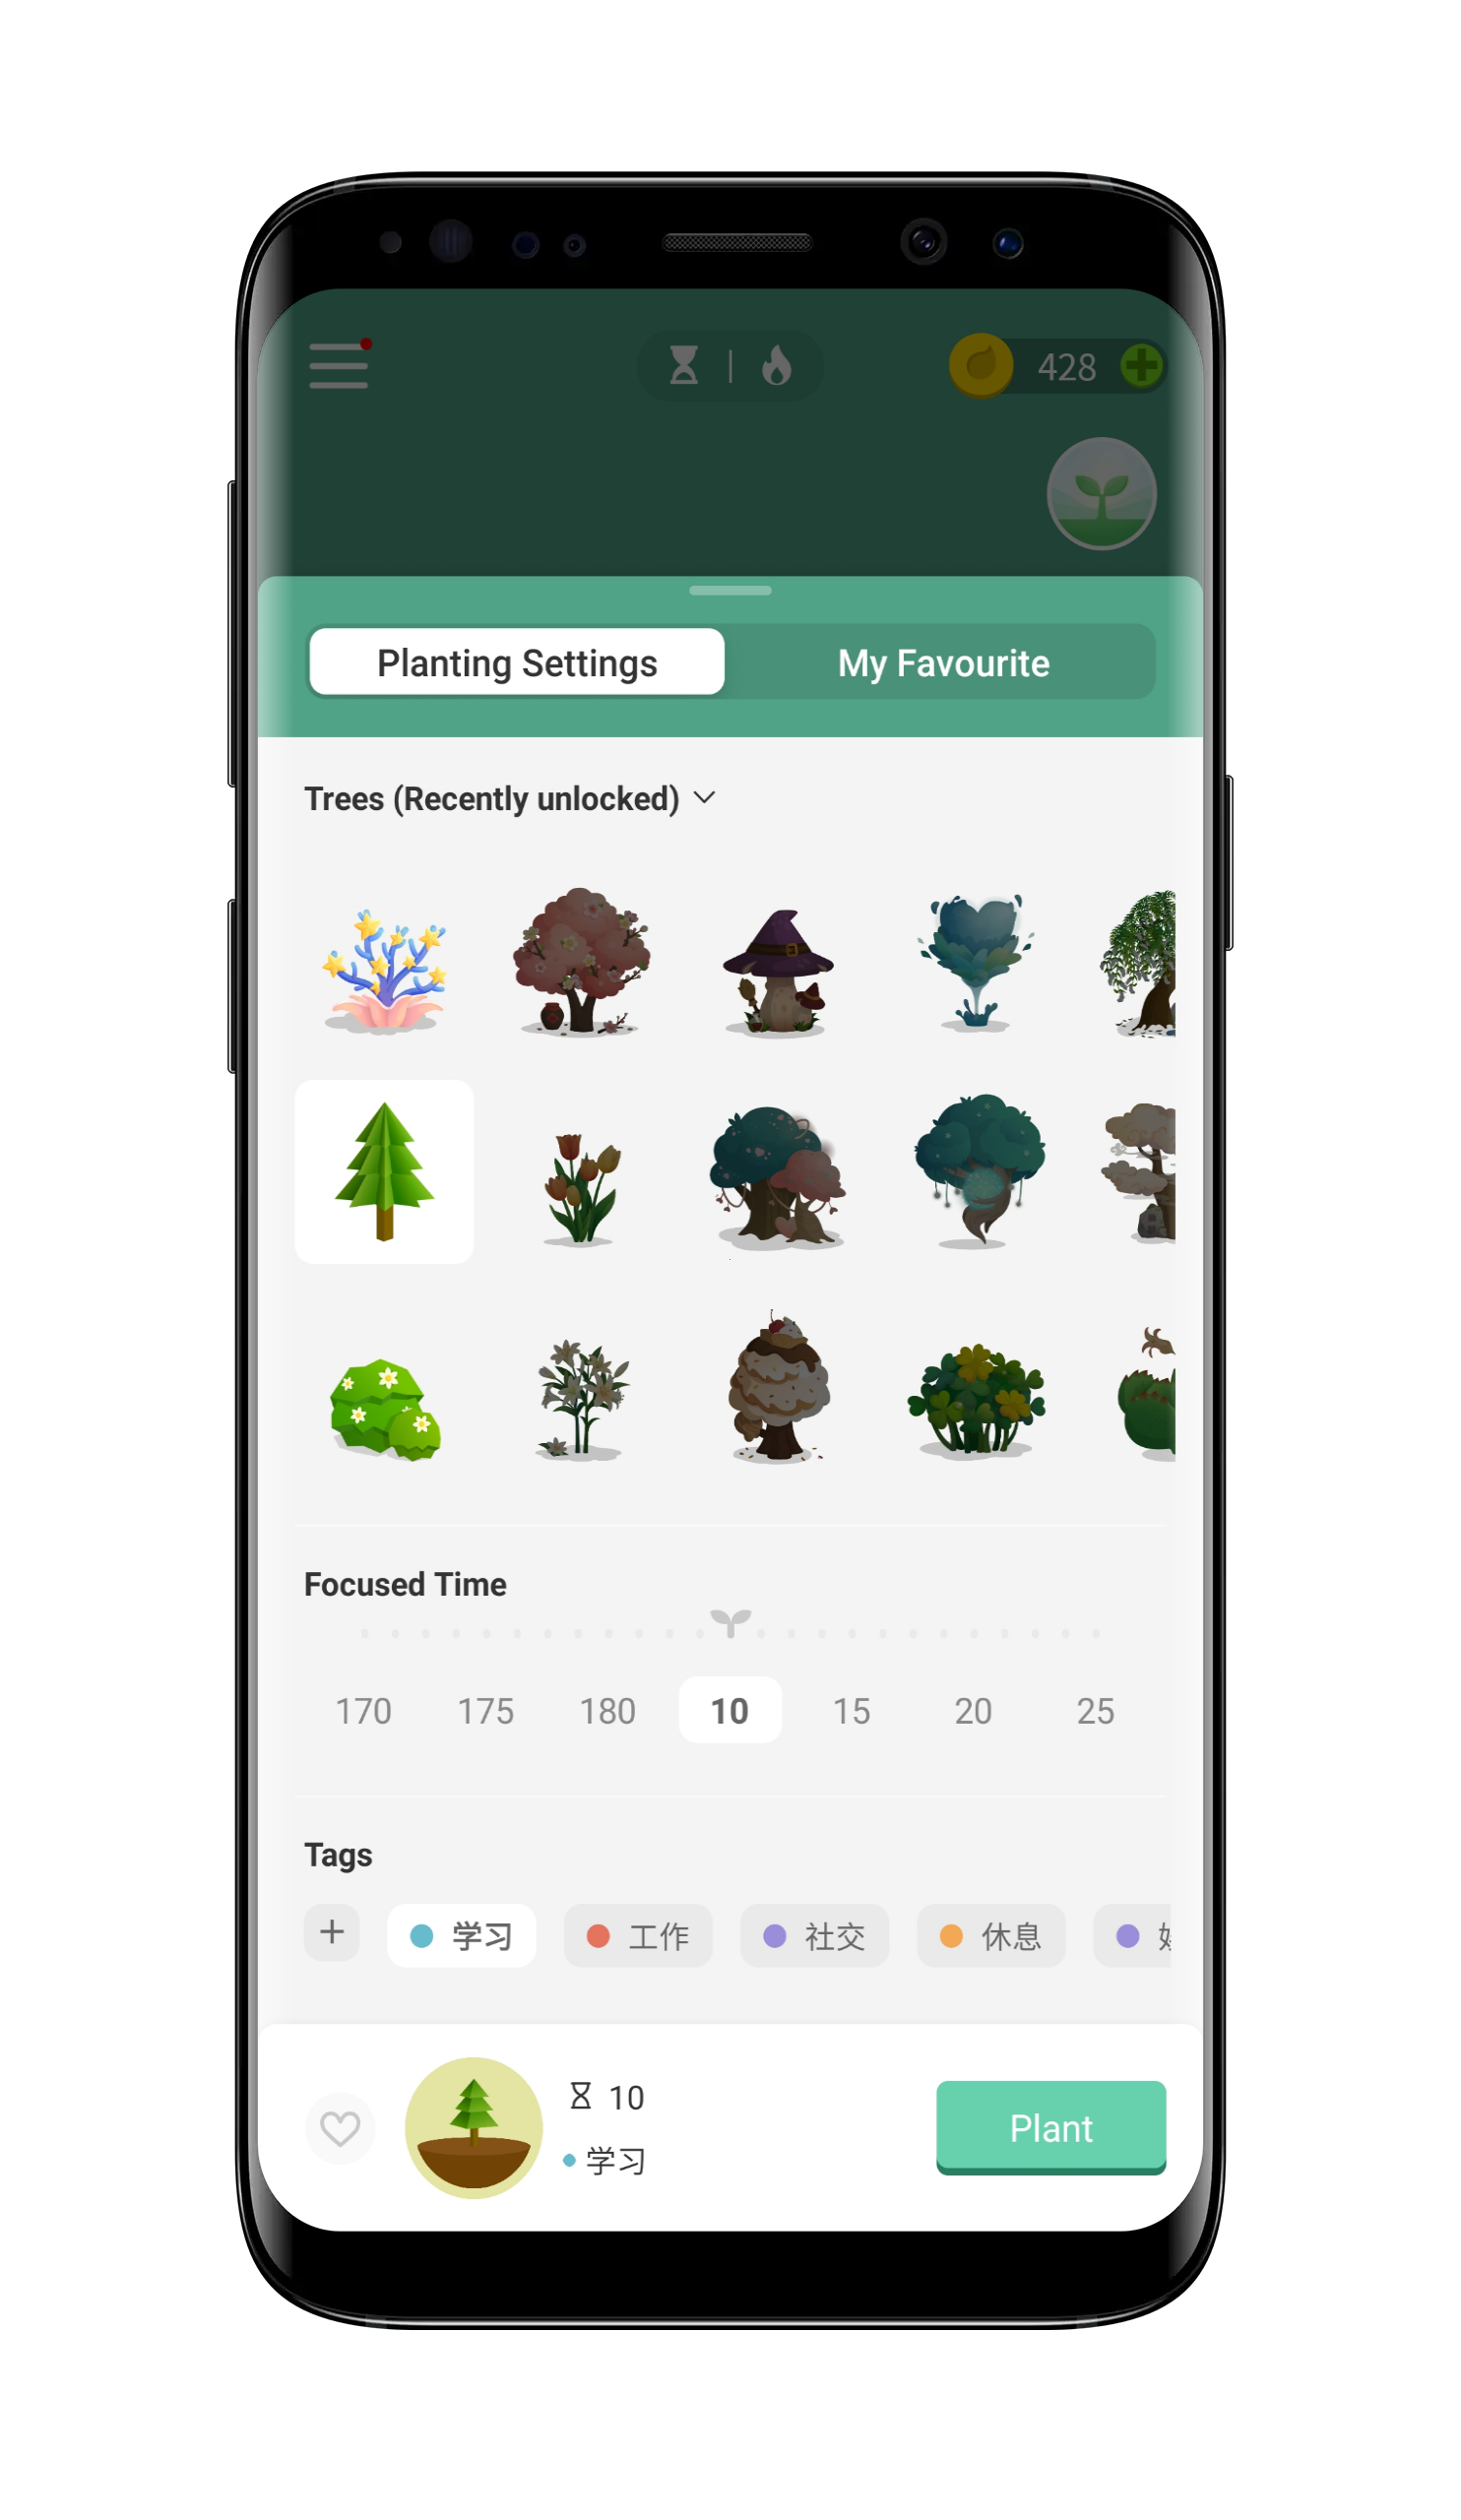 428
Planting Settings
My Favourite
Trees (Recently unlocked)
Focused Time
170 175 180 10 15 20 25
Tags
+ 学习 工作 社交 休息
10
学习
Plant